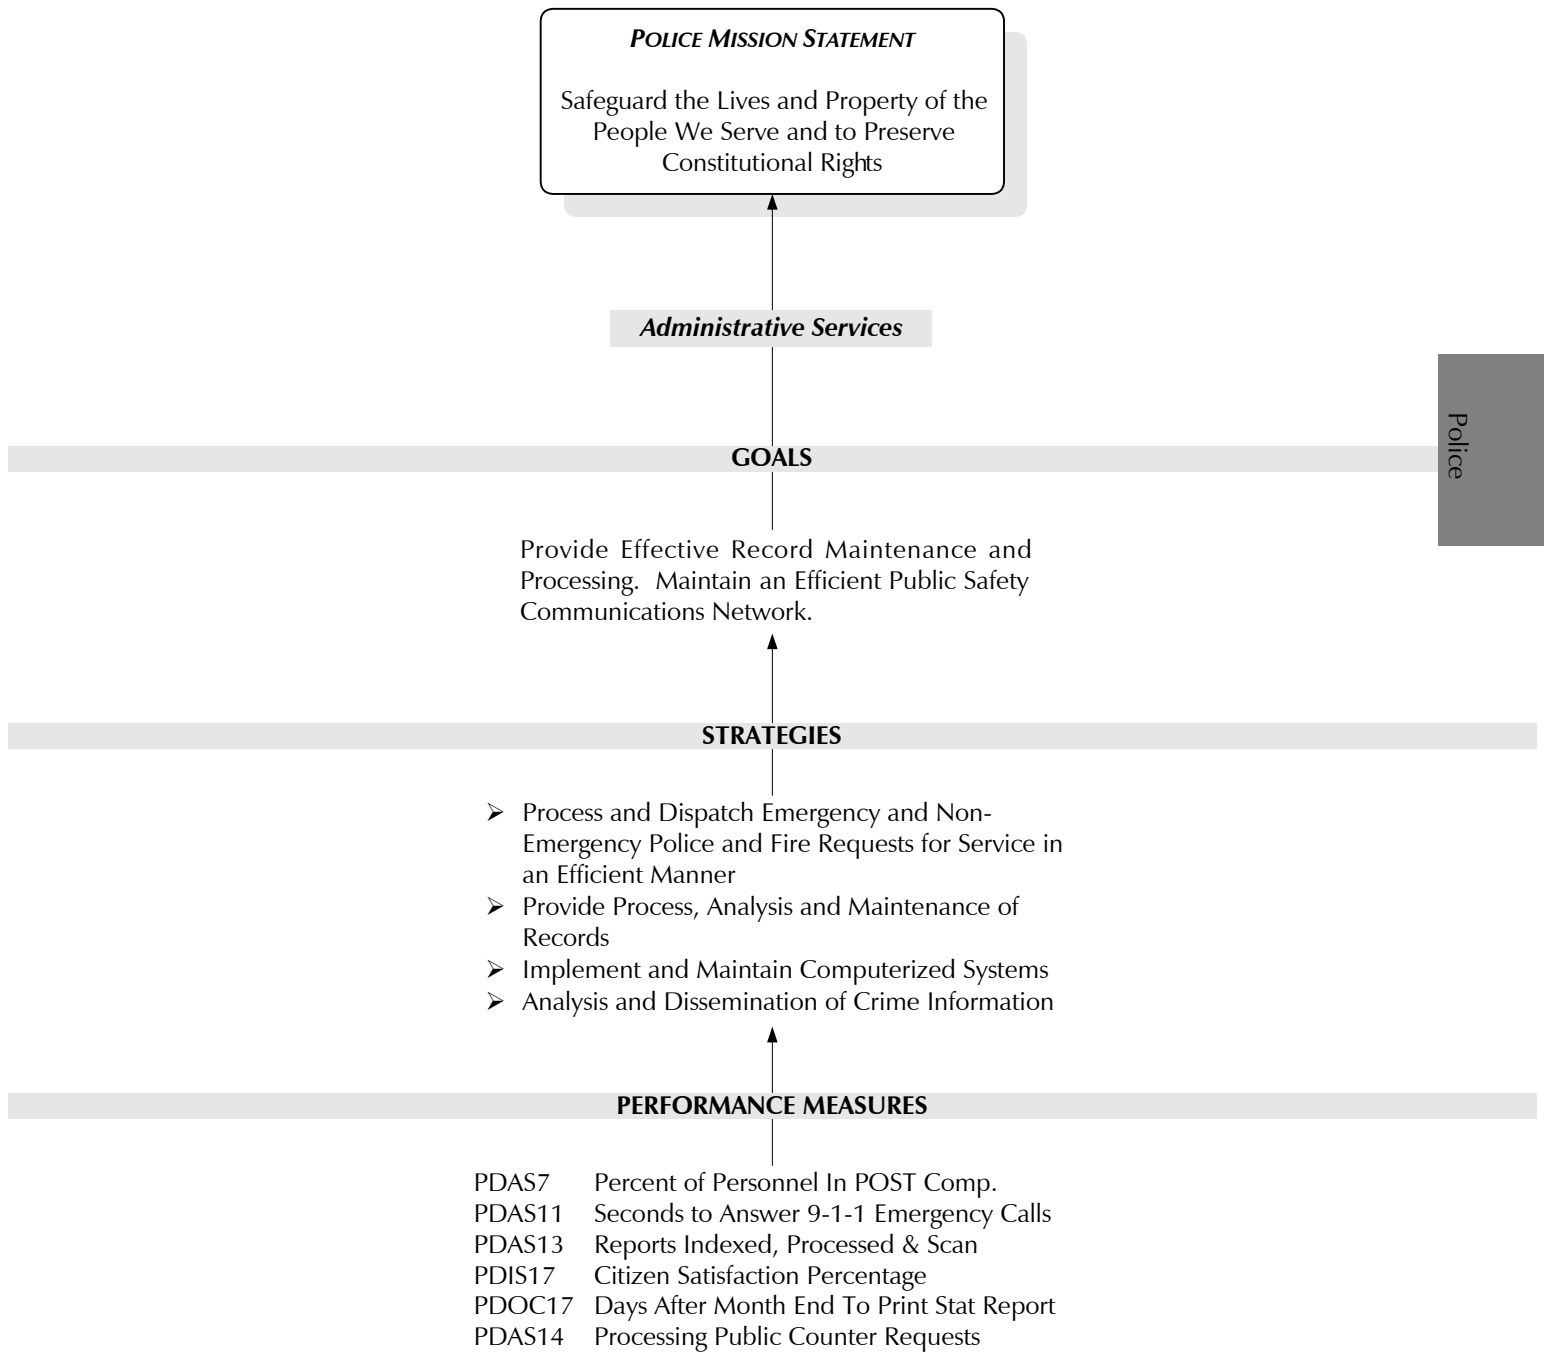 POLICE MISSION STATEMENT
Safeguard the Lives and Property of the
People We Serve and to Preserve
Constitutional Rights
Administrative Services
Police
GOALS
Provide Effective Record Maintenance and
Processing. Maintain an Efficient Public Safety
Communications Network.
STRATEGIES
➢ Process and Dispatch Emergency and Non-
Emergency Police and Fire Requests for Service in
an Efficient Manner
➢ Provide Process, Analysis and Maintenance of
Records
➢ Implement and Maintain Computerized Systems
➢ Analysis and Dissemination of Crime Information
PERFORMANCE MEASURES
PDAS7 Percent of Personnel In POST Comp.
PDAS11 Seconds to Answer 9-1-1 Emergency Calls
PDAS13 Reports Indexed, Processed & Scan
PDIS17 Citizen Satisfaction Percentage
PDOC17 Days After Month End To Print Stat Report
PDAS14 Processing Public Counter Requests